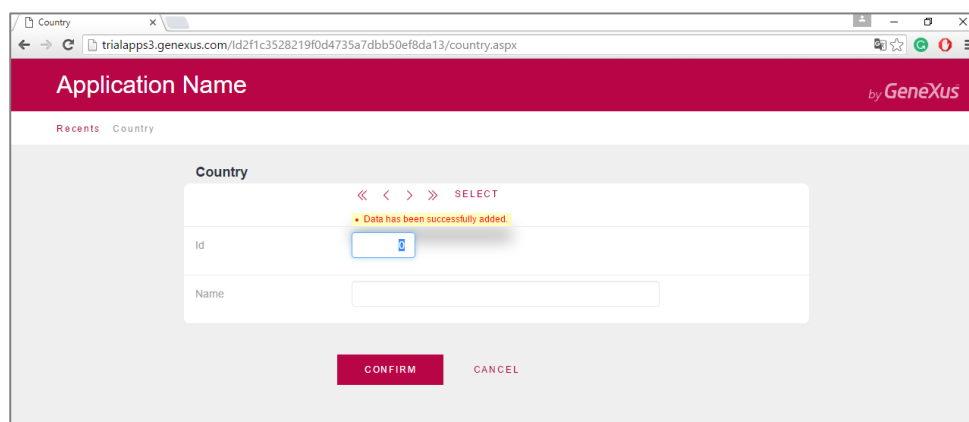 Country
trialapps3.genexus.com/Id2f1c3528219f0d4735a7dbb50ef8da13/country.aspx
Application Name
by GeneXus
Recents Country
Country
SELECT
• Data has been successfully added.
Id 0
Name
CONFIRM CANCEL